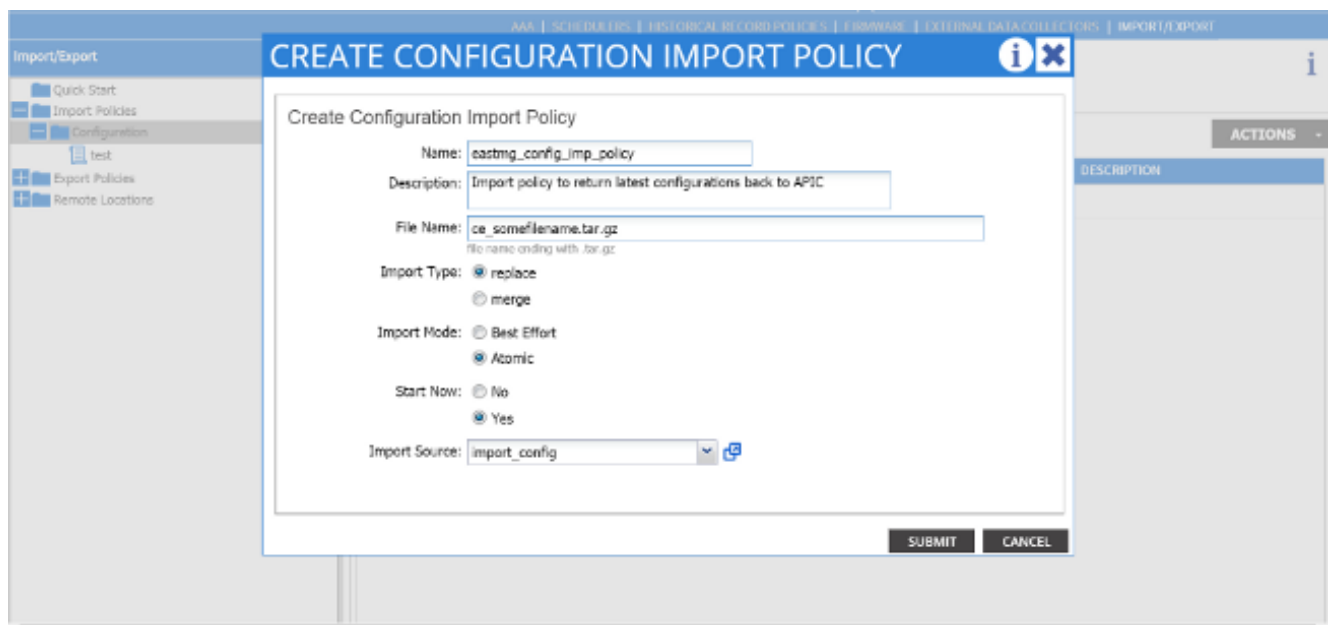 AAA | SCHEDULERS | HISTORICAL RECORD POLICIES | FIRMWARE | EXTERNAL DATA COLLECTORS | IMPORT/EXPORT
Import/Export
CREATE CONFIGURATION IMPORT POLICY
i
i
Quick Start
Import Policies
Configuration
test
Export Policies
Remote Locations
ACTIONS
DESCRIPTION
Create Configuration Import Policy
Name: eastmg_config_imp_policy
Description: Import policy to return latest configurations back to APIC
File Name: ce_somefilename.tar.gz
file name ending with .tar.gz
Import Type: replace
merge
Import Mode: Best Effort
Atomic
Start Now: No
Yes
Import Source: import_config
SUBMIT CANCEL